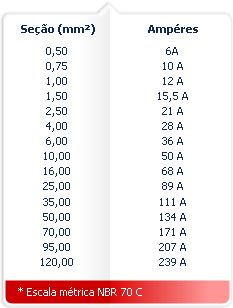 Seção (mm²) Ampéres
0,50 6A
0,75 10 A
1,00 12 A
1,50 15,5 A
2,50 21 A
4,00 28 A
6,00 36 A
10,00 50 A
16,00 68 A
25,00 89 A
35,00 111 A
50,00 134 A
70,00 171 A
95,00 207 A
120,00 239 A
* Escala métrica NBR 70 C